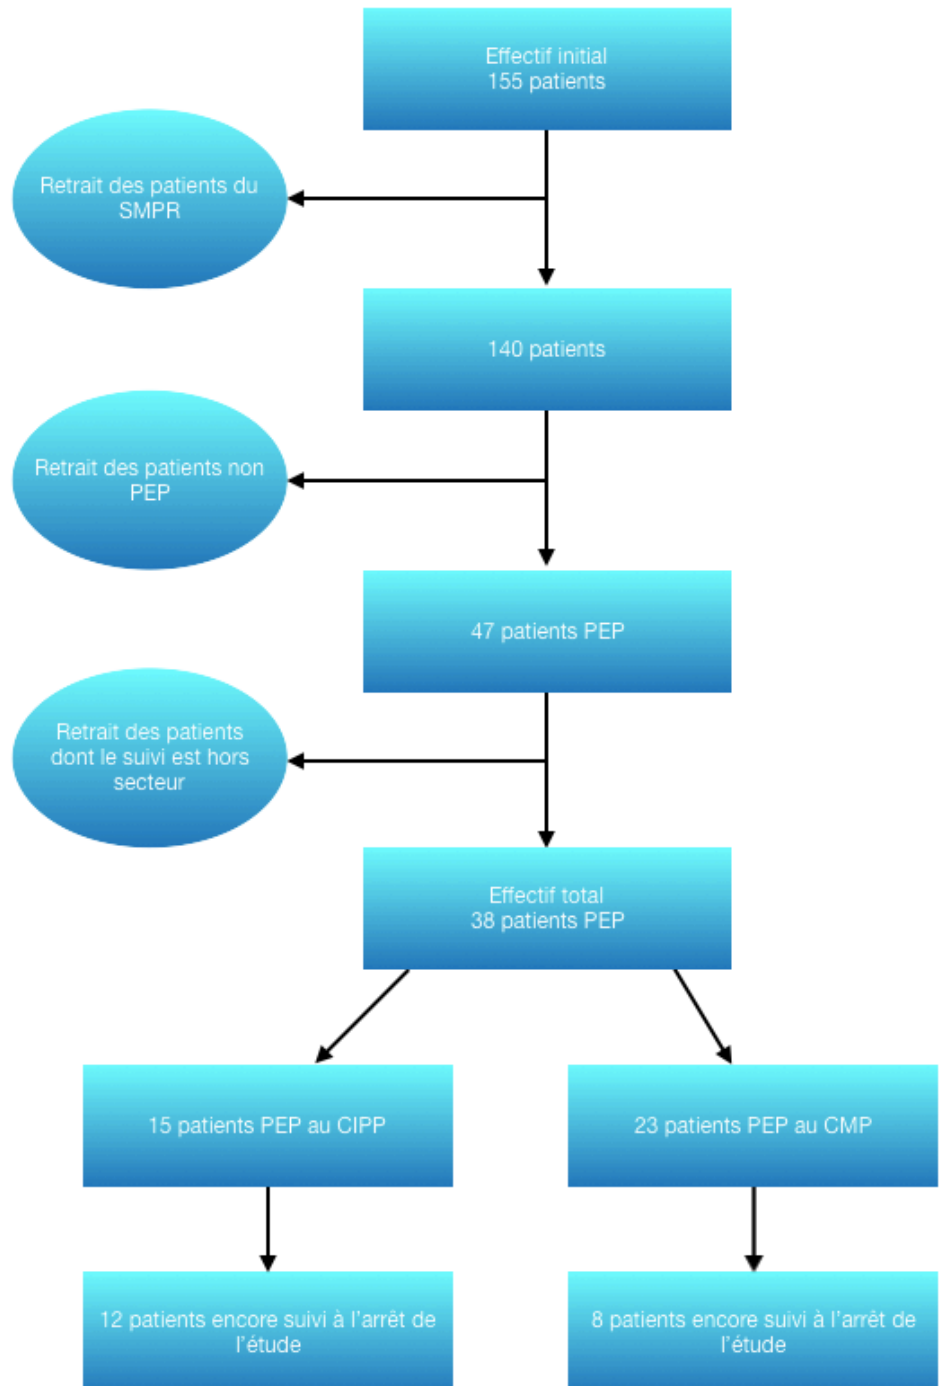 Effectif initial
155 patients
Retrait des patients du
SMPR
140 patients
Retrait des patients non
PEP
47 patients PEP
Retrait des patients
dont le suivi est hors
secteur
Effectif total
38 patients PEP
15 patients PEP au CIPP
23 patients PEP au CMP
12 patients encore suivi à l'arrêt de
l'étude
8 patients encore suivi à l'arrêt de
l'étude